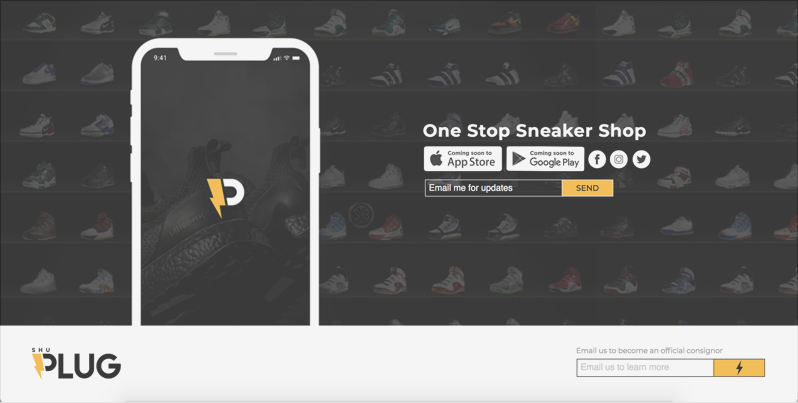 9:41
One Stop Sneaker Shop
Coming soon to
App Store
Coming soon to
Google Play
Email me for updates
SEND
SHU
PLUG
Email us to become an official consignor
Email us to learn more